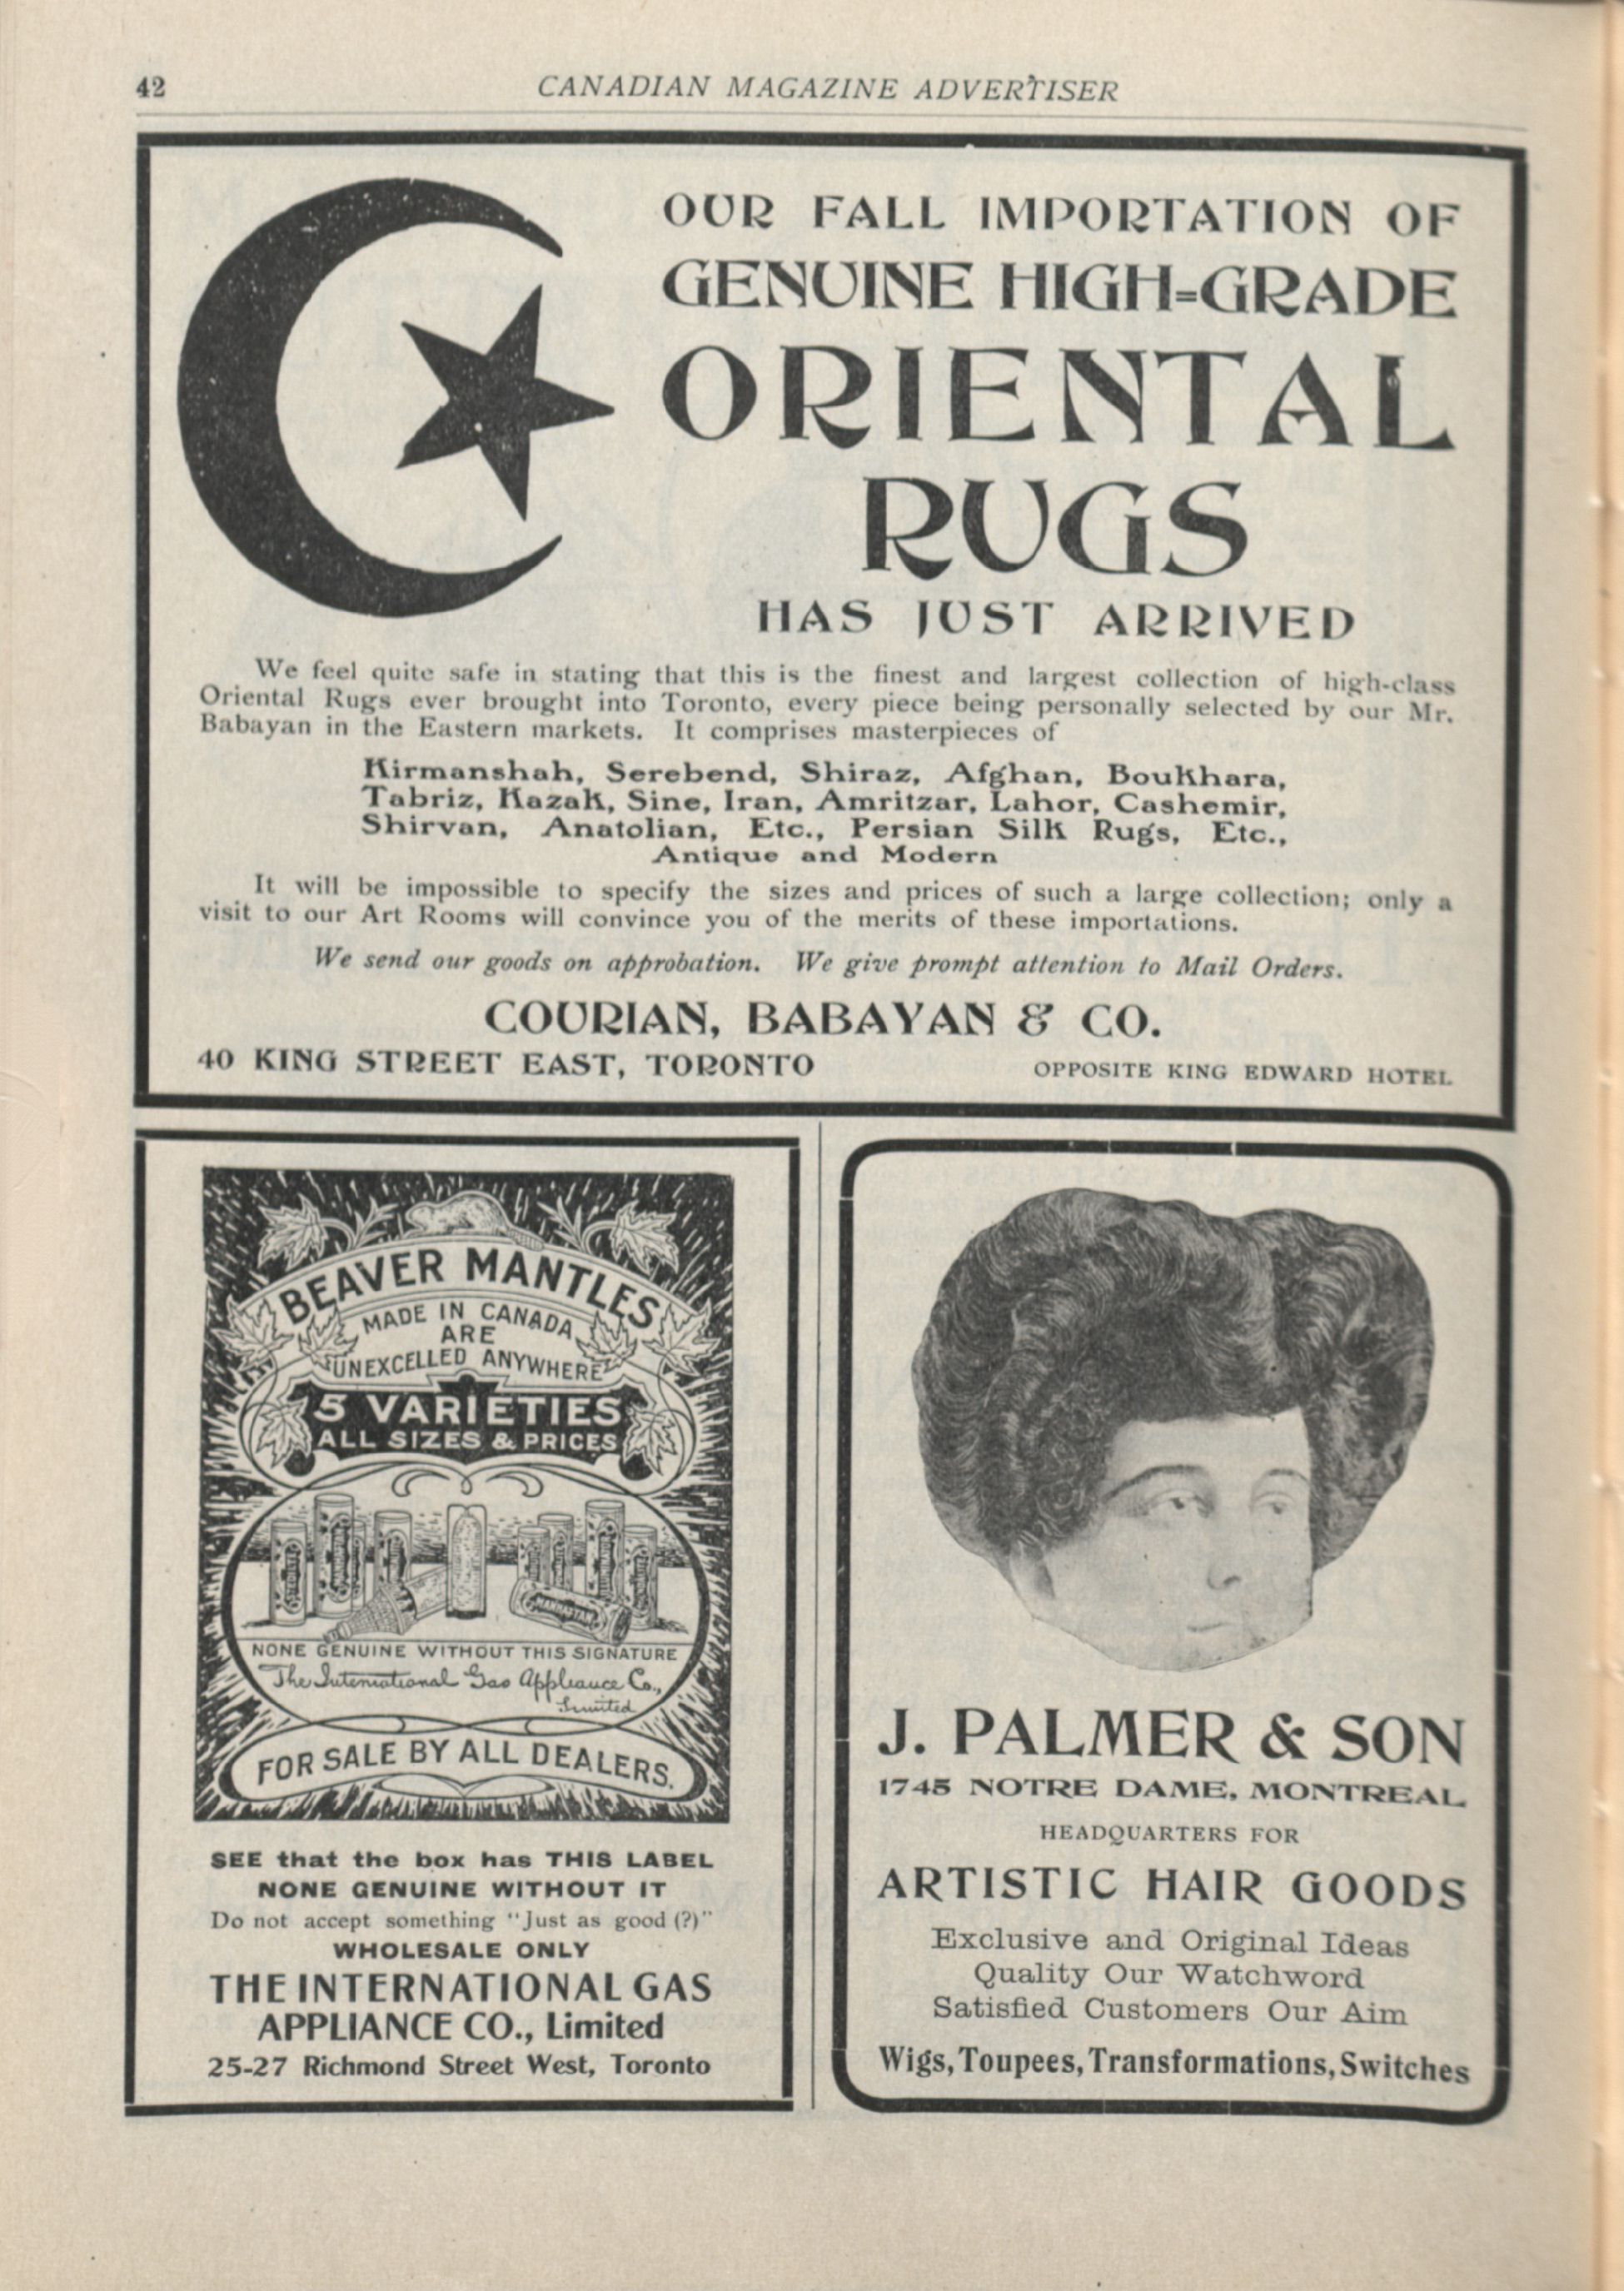 42
CANADIAN MAGAZINE ADVERTISER
OUR FALL IMPORTATION OF
GENUINE HIGH-GRADE
ORIENTAL
RUGS
HAS JUST ARRIVED
We feel quite safe in stating that this is the finest and largest collection of high-class
Oriental Rugs ever brought into Toronto, every piece being personally selected by our Mr.
Babayan in the Eastern markets. It comprises masterpieces of
Kirmanshah, Serebend, Shiraz, Afghan, Boukhara,
Tabriz, Kazak, Sine, Iran, Amritzar, Lahor, Cashemir,
Shirvan, Anatolian, Etc., Persian Silk Rugs, Etc.,
Antique and Modern
It will be impossible to specify the sizes and prices of such a large collection; only a
visit to our Art Rooms will convince you of the merits of these importations.
We send our goods on approbation. We give prompt attention to Mail Orders.
COURIAN, BABAYAN & CO.
40 KING STREET EAST, TORONTO OPPOSITE KING EDWARD HOTEL
BEAVER MANTLES
MADE IN CANADA
ARE
UNEXCELLED ANYWHERE
5 VARIETIES
ALL SIZES & PRICES
MANHATTAN
NONE GENUINE WITHOUT THIS SIGNATURE
The International Gas Appliance Co.,
Limited
FOR SALE BY ALL DEALERS.
SEE that the box has THIS LABEL
NONE GENUINE WITHOUT IT
Do not accept something "Just as good (?)"
WHOLESALE ONLY
THE INTERNATIONAL GAS
APPLIANCE CO., Limited
25-27 Richmond Street West, Toronto
J. PALMER & SON
1745 NOTRE DAME, MONTREAL
HEADQUARTERS FOR
ARTISTIC HAIR GOODS
Exclusive and Original Ideas
Quality Our Watchword
Satisfied Customers Our Aim
Wigs, Toupees, Transformations, Switches